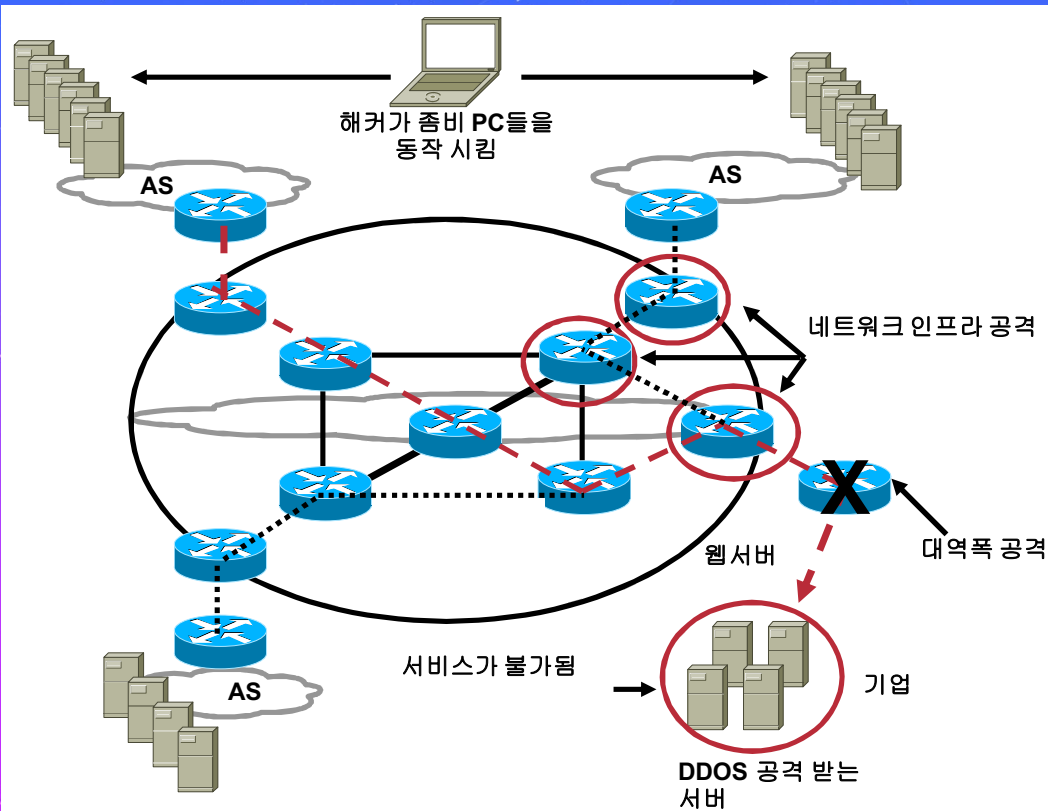 해커가 좀비 PC들을
동작 시킴
AS
AS
네트워크 인프라 공격
X
대역폭 공격
웹서버
서비스가 불가됨
기업
AS
DDOS 공격 받는
서버